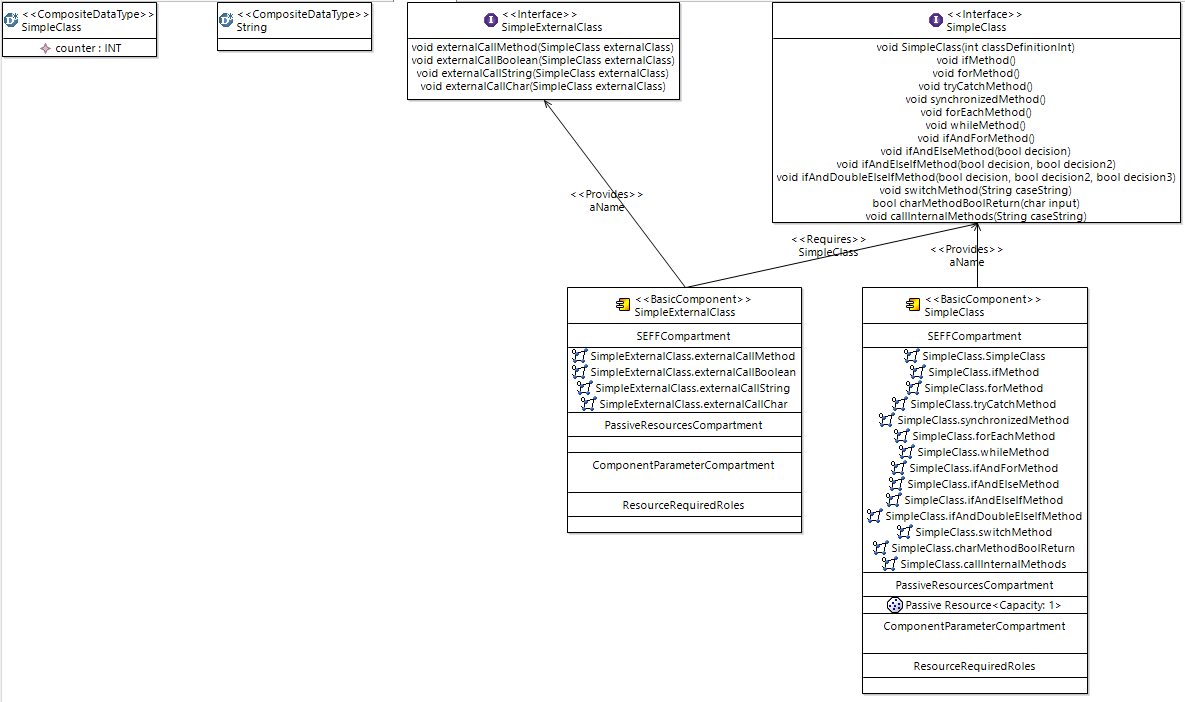 <<CompositeDataType>>
SimpleClass
counter : INT
<<CompositeDataType>>
String
<<Interface>>
SimpleExternalClass
void externalCallMethod(SimpleClass externalClass)
void externalCallBoolean(SimpleClass externalClass)
void externalCallString(SimpleClass externalClass)
void externalCallChar(SimpleClass externalClass)
<<Interface>>
SimpleClass
void SimpleClass(int classDefinitionInt)
void ifMethod()
void forMethod()
void tryCatchMethod()
void synchronizedMethod()
void forEachMethod()
void whileMethod()
void ifAndForMethod()
void ifAndElseMethod(bool decision)
void ifAndElseIfMethod(bool decision, bool decision2)
void ifAndDoubleElseIfMethod(bool decision, bool decision2, bool decision3)
void switchMethod(String caseString)
bool charMethodBoolReturn(char input)
void callInternalMethods(String caseString)
<<Provides>>
aName
<<Requires>>
SimpleClass
<<Provides>>
aName
<<BasicComponent>>
SimpleExternalClass
SEFFCompartment
SimpleExternalClass.externalCallMethod
SimpleExternalClass.externalCallBoolean
SimpleExternalClass.externalCallString
SimpleExternalClass.externalCallChar
PassiveResourcesCompartment
ComponentParameterCompartment
ResourceRequiredRoles
<<BasicComponent>>
SimpleClass
SEFFCompartment
SimpleClass.SimpleClass
SimpleClass.ifMethod
SimpleClass.forMethod
SimpleClass.tryCatchMethod
SimpleClass.synchronizedMethod
SimpleClass.forEachMethod
SimpleClass.whileMethod
SimpleClass.ifAndForMethod
SimpleClass.ifAndElseMethod
SimpleClass.ifAndElseIfMethod
SimpleClass.ifAndDoubleElseIfMethod
SimpleClass.switchMethod
SimpleClass.charMethodBoolReturn
SimpleClass.callInternalMethods
PassiveResourcesCompartment
Passive Resource<Capacity: 1>
ComponentParameterCompartment
ResourceRequiredRoles